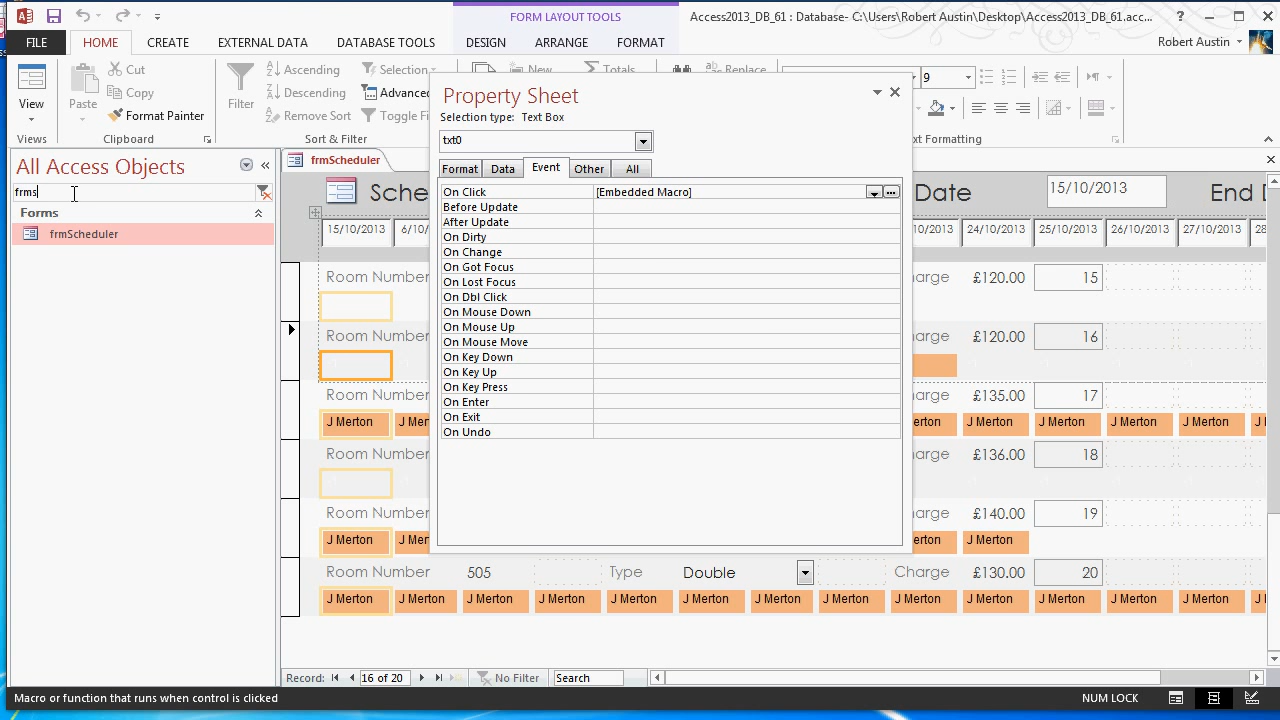 FORM LAYOUT TOOLS
Access2013_DB_61 : Database- C:\Users\Robert Austin\Desktop\Access2013_DB_61.acc...
FILE HOME CREATE EXTERNAL DATA DATABASE TOOLS DESIGN ARRANGE FORMAT
Robert Austin
View
Views
Paste
Cut
Copy
Format Painter
Clipboard
Filter
Ascending
Descending
Remove Sort
Selection
Advanced
Toggle Fi
Sort & Filter
New
Totals
Replace
9
Formatting
All Access Objects
frms
Forms
frmScheduler
frmScheduler
Property Sheet
Selection type: Text Box
txt0
Format Data Event Other All
On Click [Embedded Macro]
Before Update
After Update
On Dirty
On Change
On Got Focus
On Lost Focus
On Dbl Click
On Mouse Down
On Mouse Up
On Mouse Move
On Key Down
On Key Up
On Key Press
On Enter
On Exit
On Undo
Sche Date 15/10/2013 End D
15/10/2013 6/10/ 10/2013 24/10/2013 25/10/2013 26/10/2013 27/10/2013 28
Room Number arge £120.00 15
Room Number arge £120.00 16
Room Number arge £135.00 17
J Merton J Mer J Merton J Merton J Merton J Merton
Room Number arge £136.00 18
Room Number arge £140.00 19
J Merton J Mer erton J Merton
Room Number 505 Type Double Charge £130.00 20
J Merton J Merton J Merton J Merton J Merton J Merton J Merton J Merton J Merton J Merton J Merton J Merton J Merton
Record: 16 of 20 No Filter Search
Macro or function that runs when control is clicked NUM LOCK